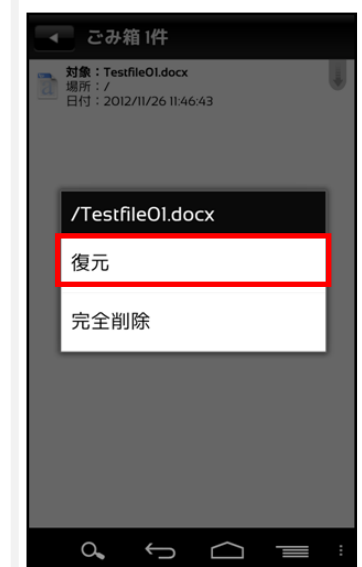 ごみ箱 1件
対象：Testfile01.docx
場所：/
日付：2012/11/26 11:46:43
/Testfile01.docx
復元
完全削除